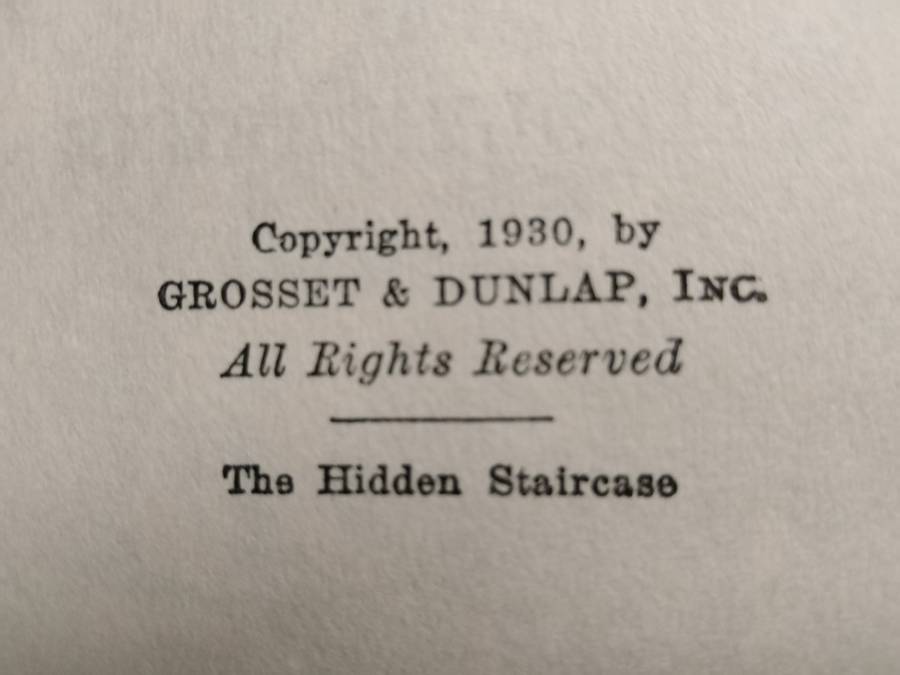 Copyright, 1930, by
GROSSET & DUNLAP, INC.
All Rights Reserved
The Hidden Staircase